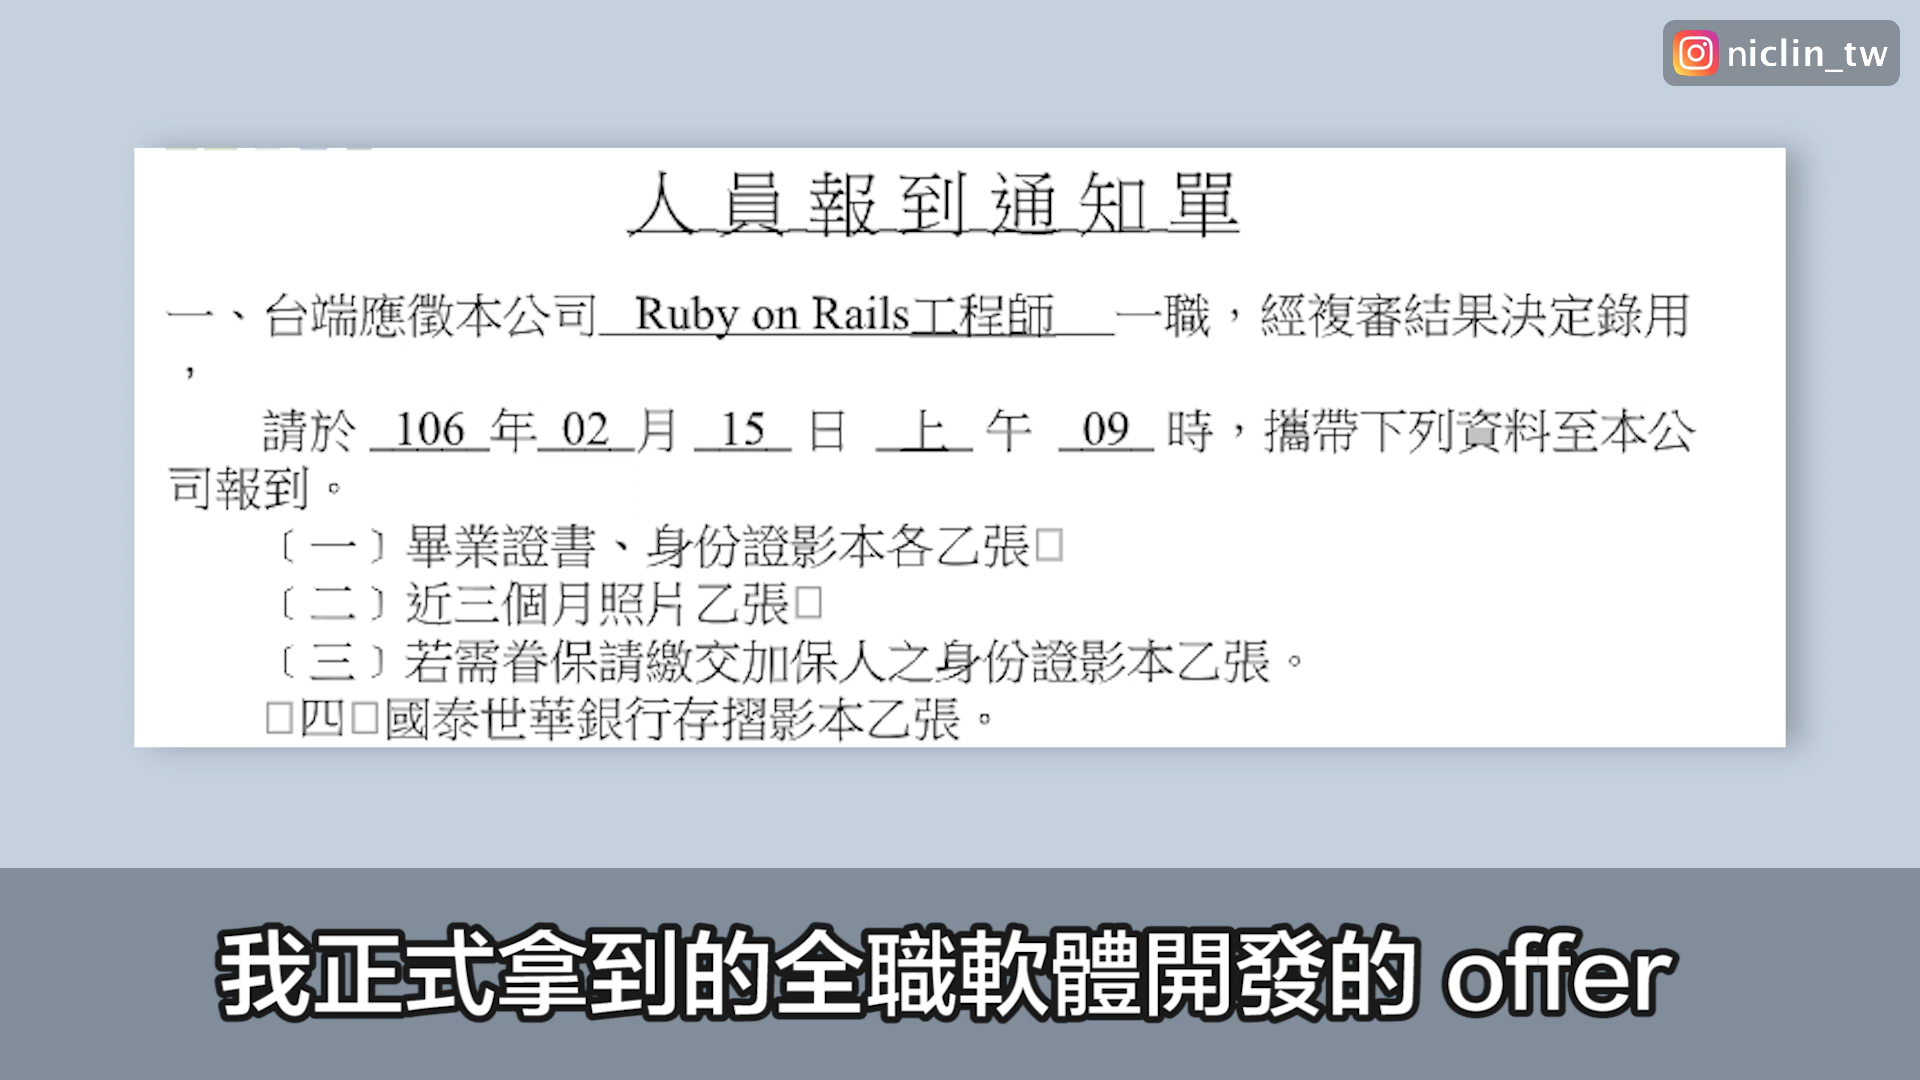 niclin_tw
人員報到通知單
一、台端應徵本公司 Ruby on Rails工程師 一職，經複審結果決定錄用
，
請於 106 年 02 月 15 日 上 午 09 時，攜帶下列資料至本公
司報到。
﹝一﹞畢業證書、身份證影本各乙張□
﹝二﹞近三個月照片乙張□
﹝三﹞若需眷保請繳交加保人之身份證影本乙張。
□四□國泰世華銀行存摺影本乙張。
我正式拿到的全職軟體開發的 offer